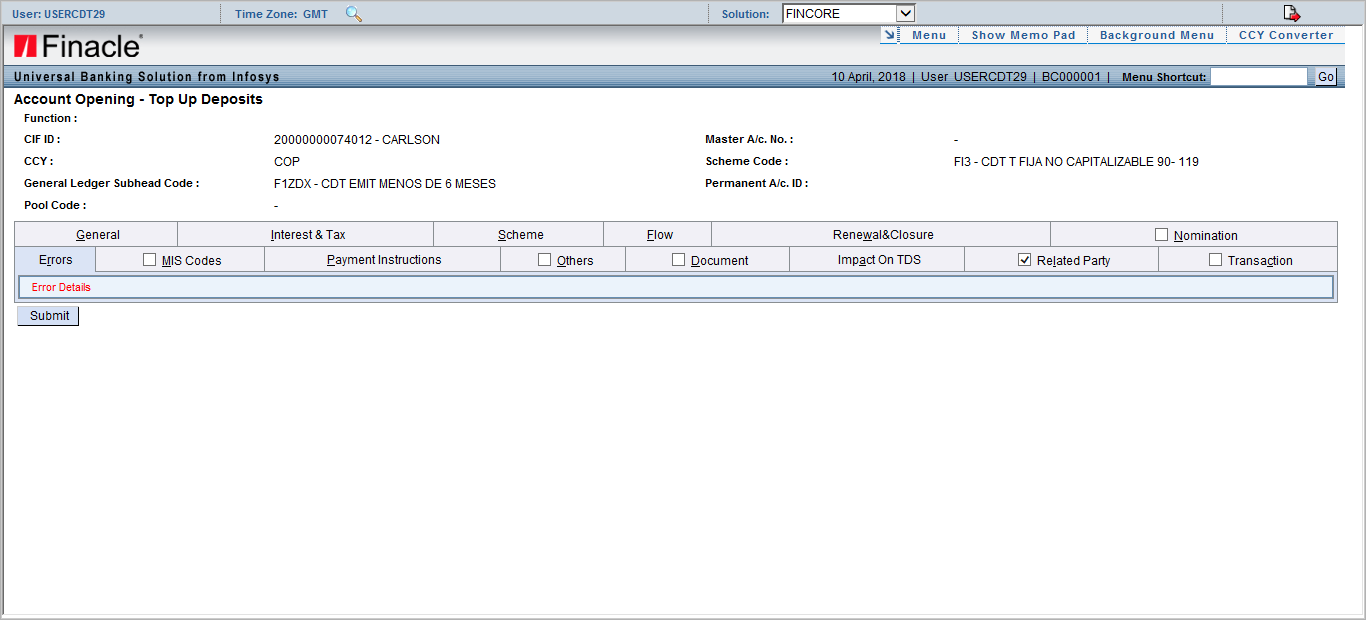 User: USERCDT29 Time Zone: GMT Solution: FINCORE
Finacle Menu Show Memo Pad Background Menu CCY Converter
Universal Banking Solution from Infosys 10 April, 2018 | User USERCDT29 | BC000001 | Menu Shortcut: Go
Account Opening - Top Up Deposits
Function :
CIF ID : 20000000074012 - CARLSON Master A/c. No. : -
CCY : COP Scheme Code : FI3 - CDT T FIJA NO CAPITALIZABLE 90- 119
General Ledger Subhead Code : F1ZDX - CDT EMIT MENOS DE 6 MESES Permanent A/c. ID :
Pool Code : -
General Interest & Tax Scheme Flow Renewal&Closure Nomination
Errors MIS Codes Payment Instructions Others Document Impact On TDS Related Party Transaction
Error Details
Submit